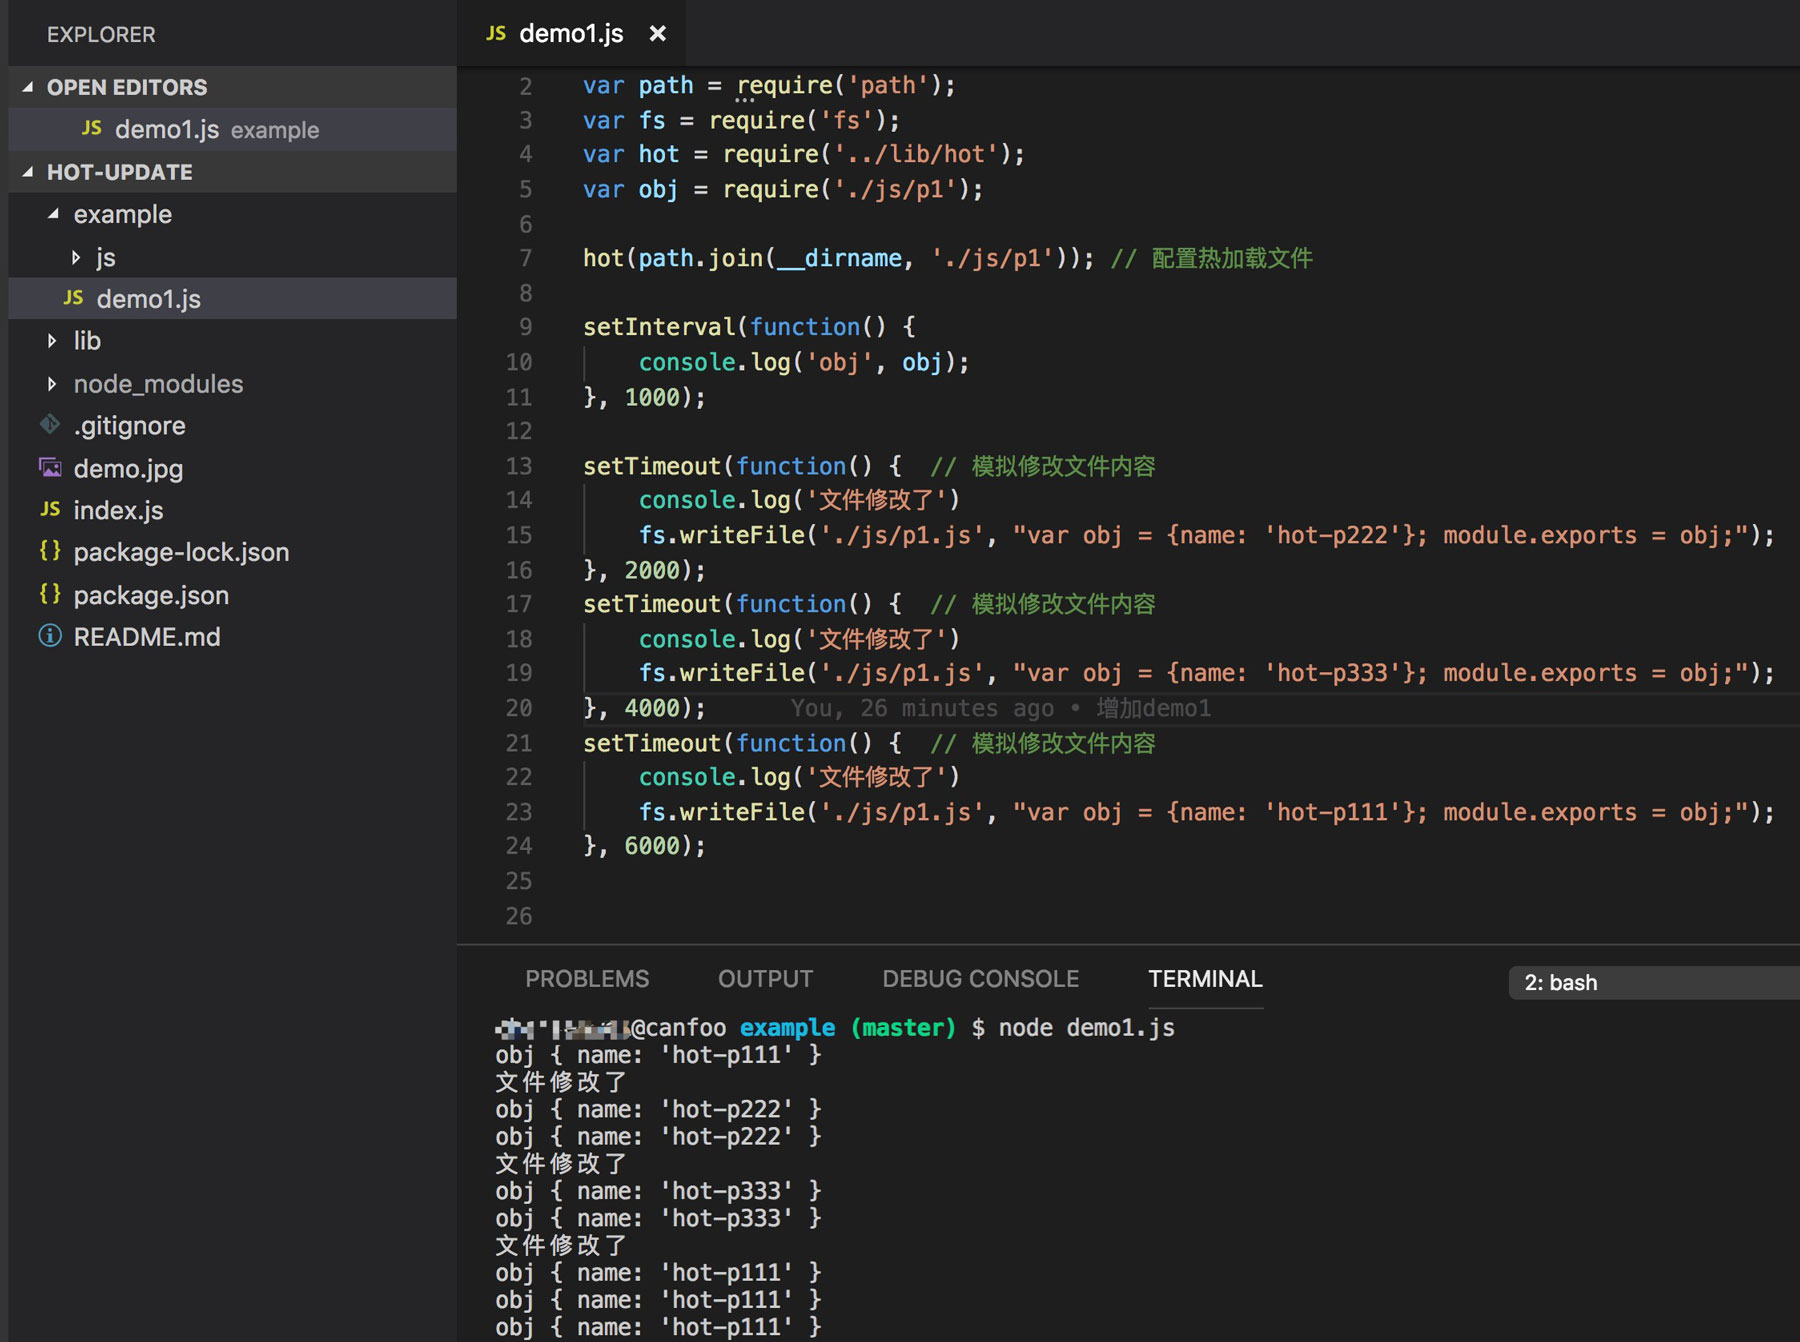 EXPLORER
OPEN EDITORS
JS demo1.js example
HOT-UPDATE
example
js
JS demo1.js
lib
node_modules
.gitignore
demo.jpg
JS index.js
{} package-lock.json
{} package.json
README.md
JS demo1.js ×
2 var path = require('path');
3 var fs = require('fs');
4 var hot = require('../lib/hot');
5 var obj = require('./js/p1');
6
7 hot(path.join(__dirname, './js/p1')); // 配置热加载文件
8
9 setInterval(function() {
10 console.log('obj', obj);
11 }, 1000);
12
13 setTimeout(function() { // 模拟修改文件内容
14 console.log('文件修改了')
15 fs.writeFile('./js/p1.js', "var obj = {name: 'hot-p222'}; module.exports = obj;");
16 }, 2000);
17 setTimeout(function() { // 模拟修改文件内容
18 console.log('文件修改了')
19 fs.writeFile('./js/p1.js', "var obj = {name: 'hot-p333'}; module.exports = obj;");
20 }, 4000); You, 26 minutes ago • 增加demo1
21 setTimeout(function() { // 模拟修改文件内容
22 console.log('文件修改了')
23 fs.writeFile('./js/p1.js', "var obj = {name: 'hot-p111'}; module.exports = obj;");
24 }, 6000);
25
26
PROBLEMS OUTPUT DEBUG CONSOLE TERMINAL 2: bash
@canfoo example (master) $ node demo1.js
obj { name: 'hot-p111' }
文件修改了
obj { name: 'hot-p222' }
obj { name: 'hot-p222' }
文件修改了
obj { name: 'hot-p333' }
obj { name: 'hot-p333' }
文件修改了
obj { name: 'hot-p111' }
obj { name: 'hot-p111' }
obj { name: 'hot-p111' }